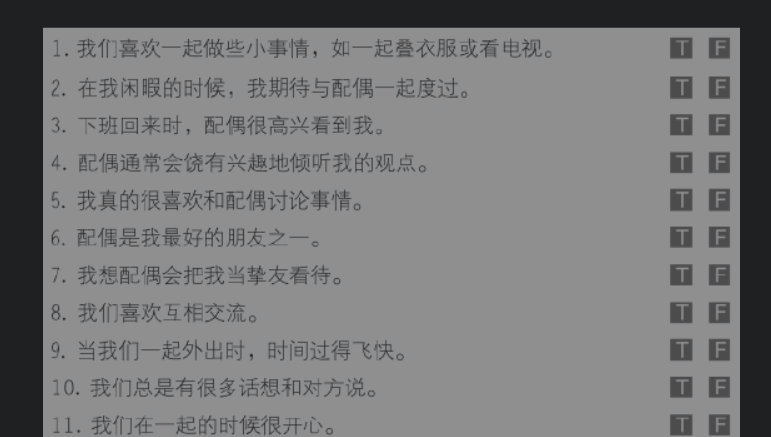 1. 我们喜欢一起做些小事情，如一起叠衣服或看电视。 T F
2. 在我闲暇的时候，我期待与配偶一起度过。 T F
3. 下班回来时，配偶很高兴看到我。 T F
4. 配偶通常会饶有兴趣地倾听我的观点。 T F
5. 我真的很喜欢和配偶讨论事情。 T F
6. 配偶是我最好的朋友之一。 T F
7. 我想配偶会把我当挚友看待。 T F
8. 我们喜欢互相交流。 T F
9. 当我们一起外出时，时间过得飞快。 T F
10. 我们总是有很多话想和对方说。 T F
11. 我们在一起的时候很开心。 T F